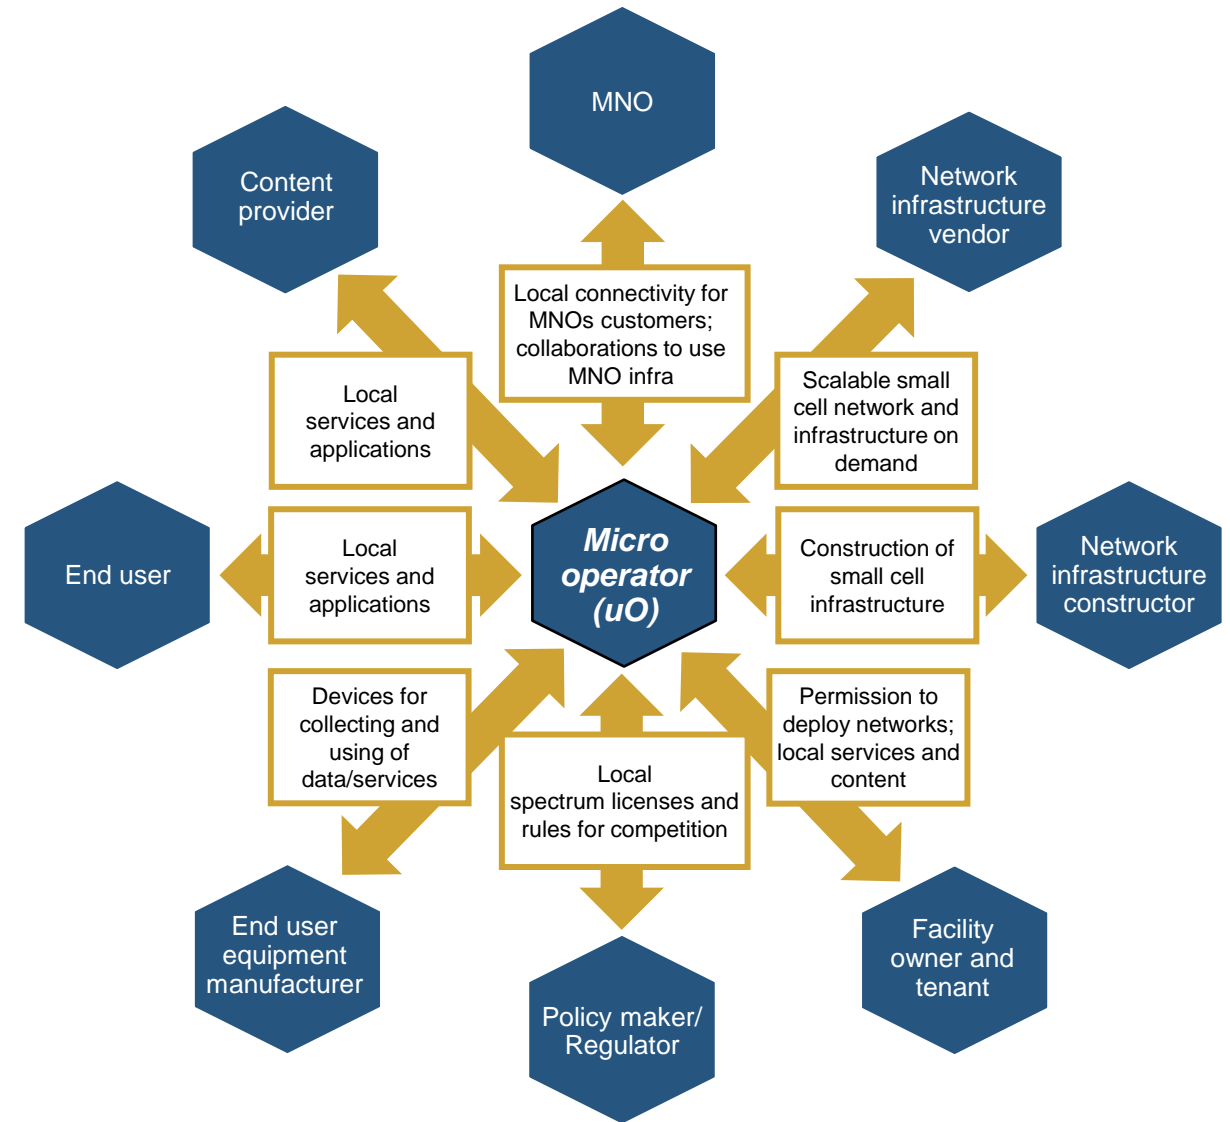 MNO
Content
provider
Network
infrastructure
vendor
Local connectivity for
MNOs customers;
collaborations to use
MNO infra
Local
services and
applications
Scalable small
cell network and
infrastructure on
demand
End user
Local
services and
applications
Micro
operator
(uO)
Construction of
small cell
infrastructure
Network
infrastructure
constructor
Devices for
collecting and
using of
data/services
Local
spectrum licenses and
rules for competition
Permission to
deploy networks;
local services and
content
End user
equipment
manufacturer
Policy maker/
Regulator
Facility
owner and
tenant